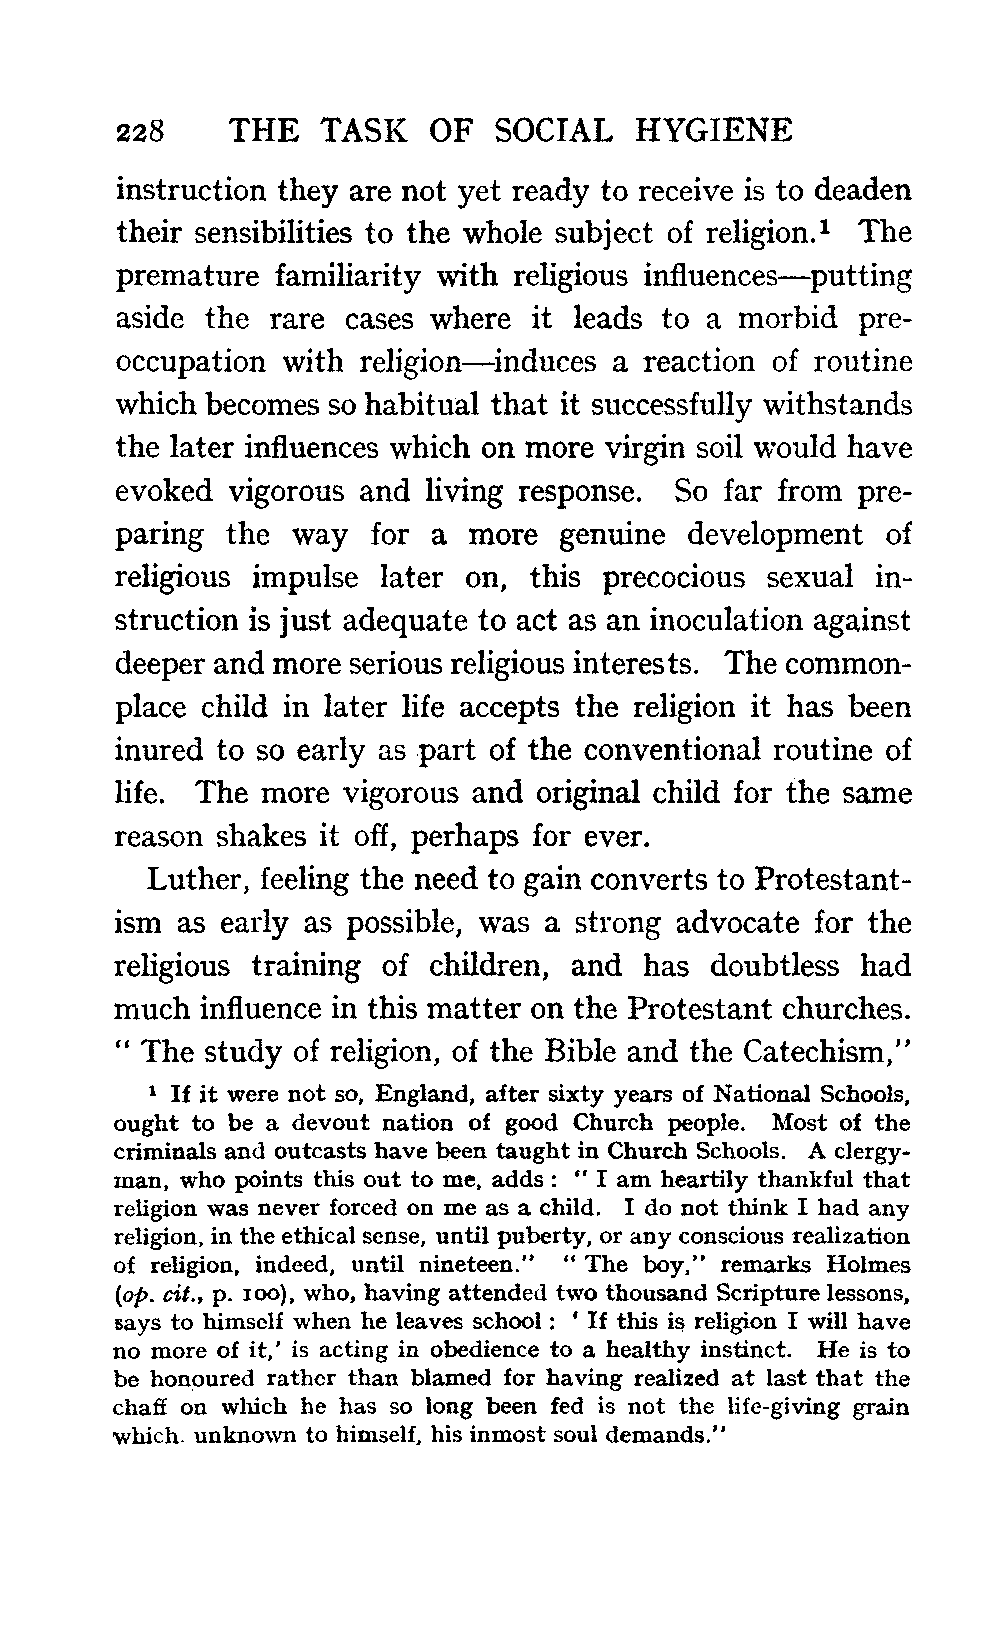 228 THE TASK OF SOCIAL HYGIENE
instruction they are not yet ready to receive is to deaden
their sensibilities to the whole subject of religion.¹ The
premature familiarity with religious influences—putting
aside the rare cases where it leads to a morbid pre-
occupation with religion—induces a reaction of routine
which becomes so habitual that it successfully withstands
the later influences which on more virgin soil would have
evoked vigorous and living response. So far from pre-
paring the way for a more genuine development of
religious impulse later on, this precocious sexual in-
struction is just adequate to act as an inoculation against
deeper and more serious religious interests. The common-
place child in later life accepts the religion it has been
inured to so early as part of the conventional routine of
life. The more vigorous and original child for the same
reason shakes it off, perhaps for ever.
Luther, feeling the need to gain converts to Protestant-
ism as early as possible, was a strong advocate for the
religious training of children, and has doubtless had
much influence in this matter on the Protestant churches.
" The study of religion, of the Bible and the Catechism,"
¹ If it were not so, England, after sixty years of National Schools,
ought to be a devout nation of good Church people. Most of the
criminals and outcasts have been taught in Church Schools. A clergy-
man, who points this out to me, adds : " I am heartily thankful that
religion was never forced on me as a child. I do not think I had any
religion, in the ethical sense, until puberty, or any conscious realization
of religion, indeed, until nineteen." " The boy," remarks Holmes
(op. cit., p. 100), who, having attended two thousand Scripture lessons,
says to himself when he leaves school : ' If this is religion I will have
no more of it,' is acting in obedience to a healthy instinct. He is to
be honoured rather than blamed for having realized at last that the
chaff on which he has so long been fed is not the life-giving grain
which. unknown to himself, his inmost soul demands."